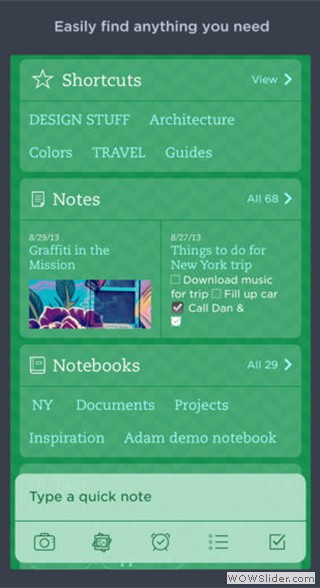 Easily find anything you need
Shortcuts View
DESIGN STUFF Architecture
Colors TRAVEL Guides
Notes All 68
8/29/13
Graffiti in the
Mission
8/27/13
Things to do for
New York trip
Download music
for trip Fill up car
Call Dan &
Notebooks All 29
NY Documents Projects
Inspiration Adam demo notebook
Type a quick note
WOWSlider.com